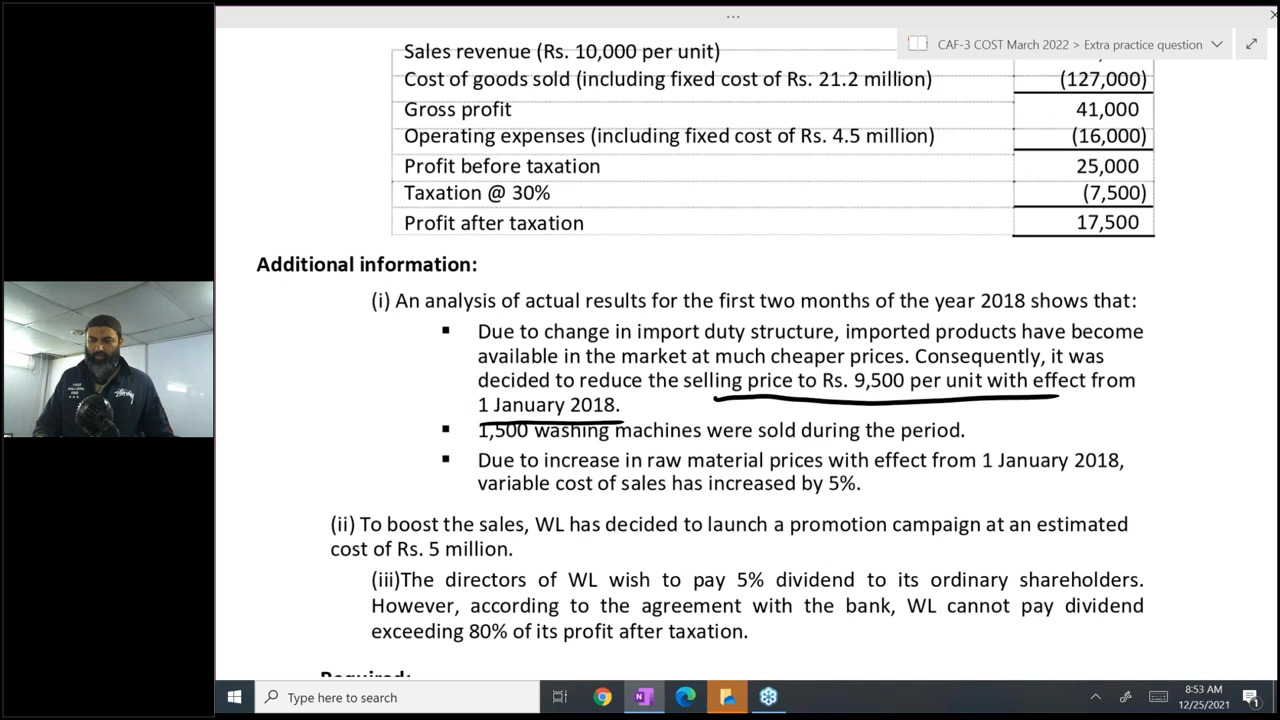 ...
CAF-3 COST March 2022 > Extra practice question
Sales revenue (Rs. 10,000 per unit)
Cost of goods sold (including fixed cost of Rs. 21.2 million) (127,000)
Gross profit 41,000
Operating expenses (including fixed cost of Rs. 4.5 million) (16,000)
Profit before taxation 25,000
Taxation @ 30% (7,500)
Profit after taxation 17,500
Additional information:
(i) An analysis of actual results for the first two months of the year 2018 shows that:
▪ Due to change in import duty structure, imported products have become
available in the market at much cheaper prices. Consequently, it was
decided to reduce the selling price to Rs. 9,500 per unit with effect from
1 January 2018.
▪ 1,500 washing machines were sold during the period.
▪ Due to increase in raw material prices with effect from 1 January 2018,
variable cost of sales has increased by 5%.
(ii) To boost the sales, WL has decided to launch a promotion campaign at an estimated
cost of Rs. 5 million.
(iii)The directors of WL wish to pay 5% dividend to its ordinary shareholders.
However, according to the agreement with the bank, WL cannot pay dividend
exceeding 80% of its profit after taxation.
Required:
Type here to search
8:53 AM
12/25/2021